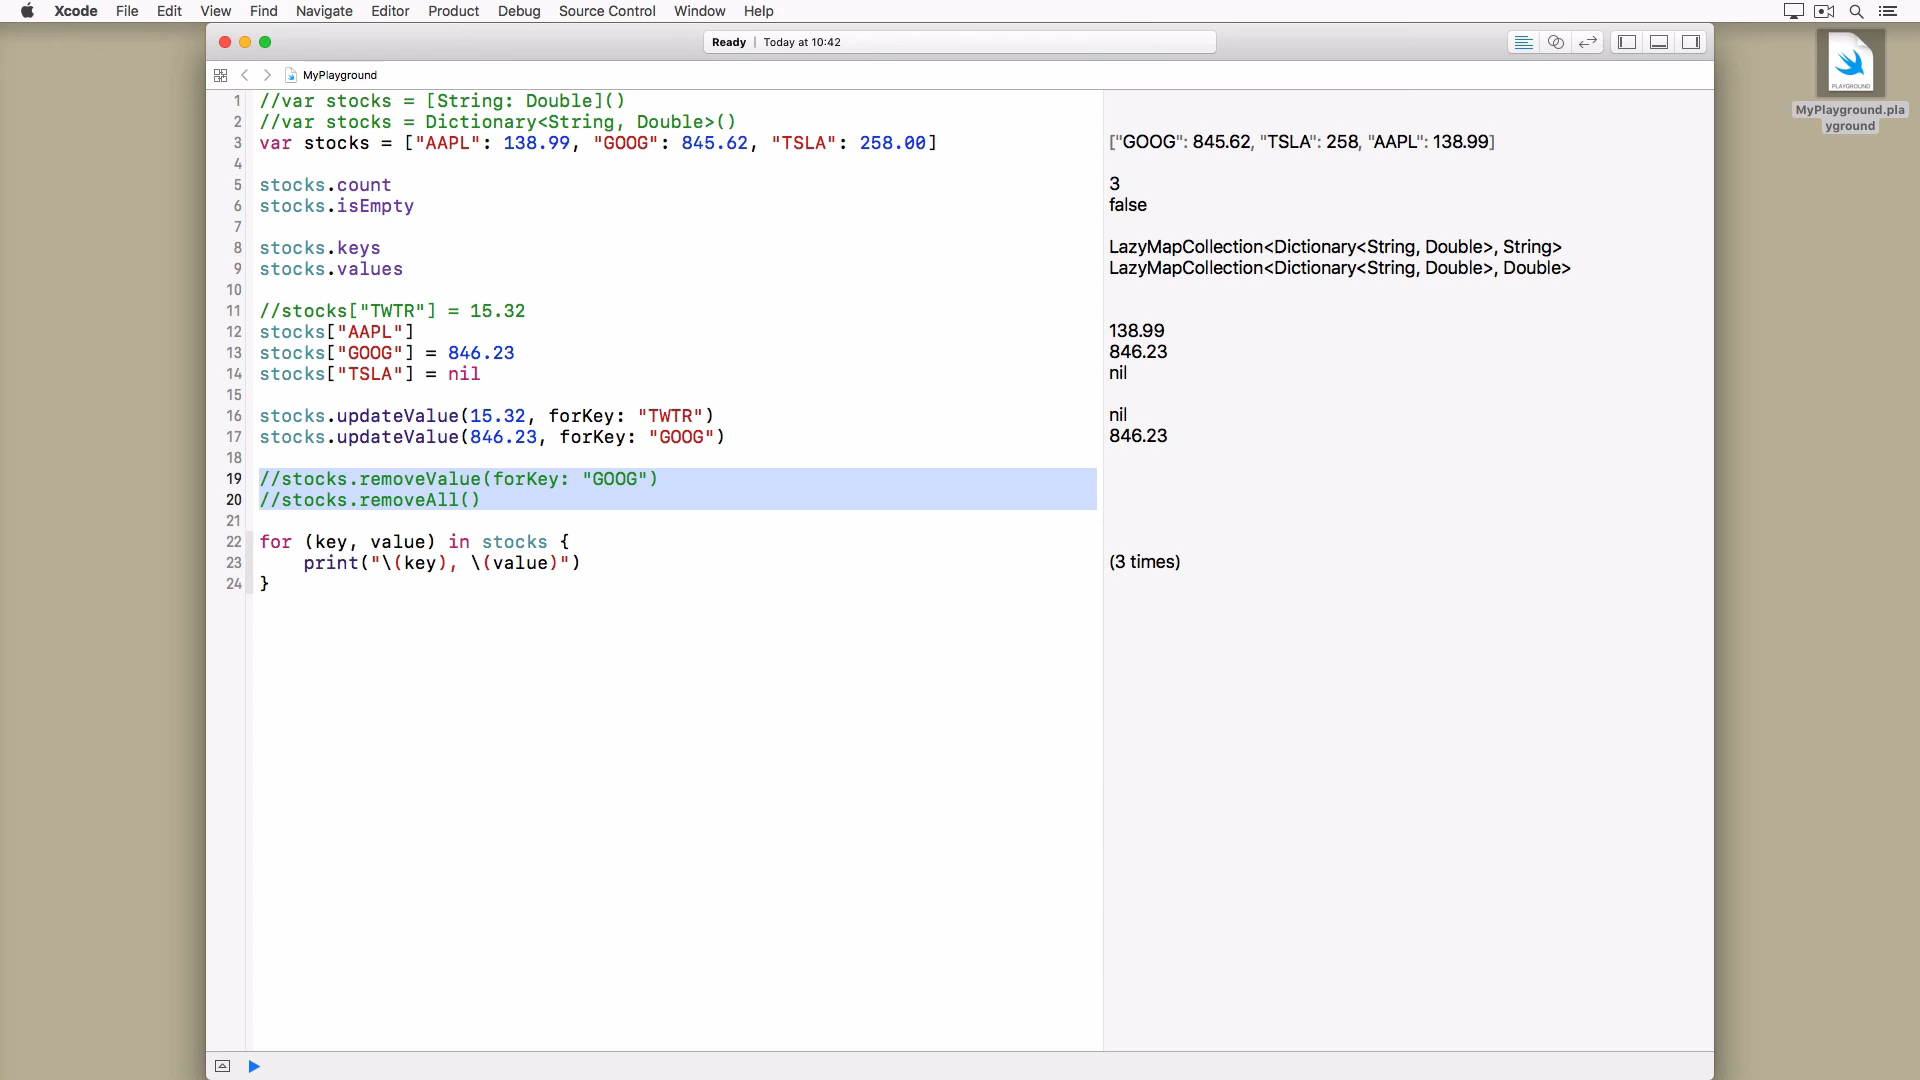 Xcode File Edit View Find Navigate Editor Product Debug Source Control Window Help
Ready | Today at 10:42
MyPlayground
1 //var stocks = [String: Double]()
2 //var stocks = Dictionary<String, Double>()
3 var stocks = ["AAPL": 138.99, "GOOG": 845.62, "TSLA": 258.00]
["GOOG": 845.62, "TSLA": 258, "AAPL": 138.99]
4
5 stocks.count
3
6 stocks.isEmpty
false
7
8 stocks.keys
LazyMapCollection<Dictionary<String, Double>, String>
9 stocks.values
LazyMapCollection<Dictionary<String, Double>, Double>
10
11 //stocks["TWTR"] = 15.32
12 stocks["AAPL"]
138.99
13 stocks["GOOG"] = 846.23
846.23
14 stocks["TSLA"] = nil
nil
15
16 stocks.updateValue(15.32, forKey: "TWTR")
nil
17 stocks.updateValue(846.23, forKey: "GOOG")
846.23
18
19 //stocks.removeValue(forKey: "GOOG")
20 //stocks.removeAll()
21
22 for (key, value) in stocks {
23     print("\(key), \(value)")
(3 times)
24 }
PLAYGROUND
MyPlayground.pla
yground